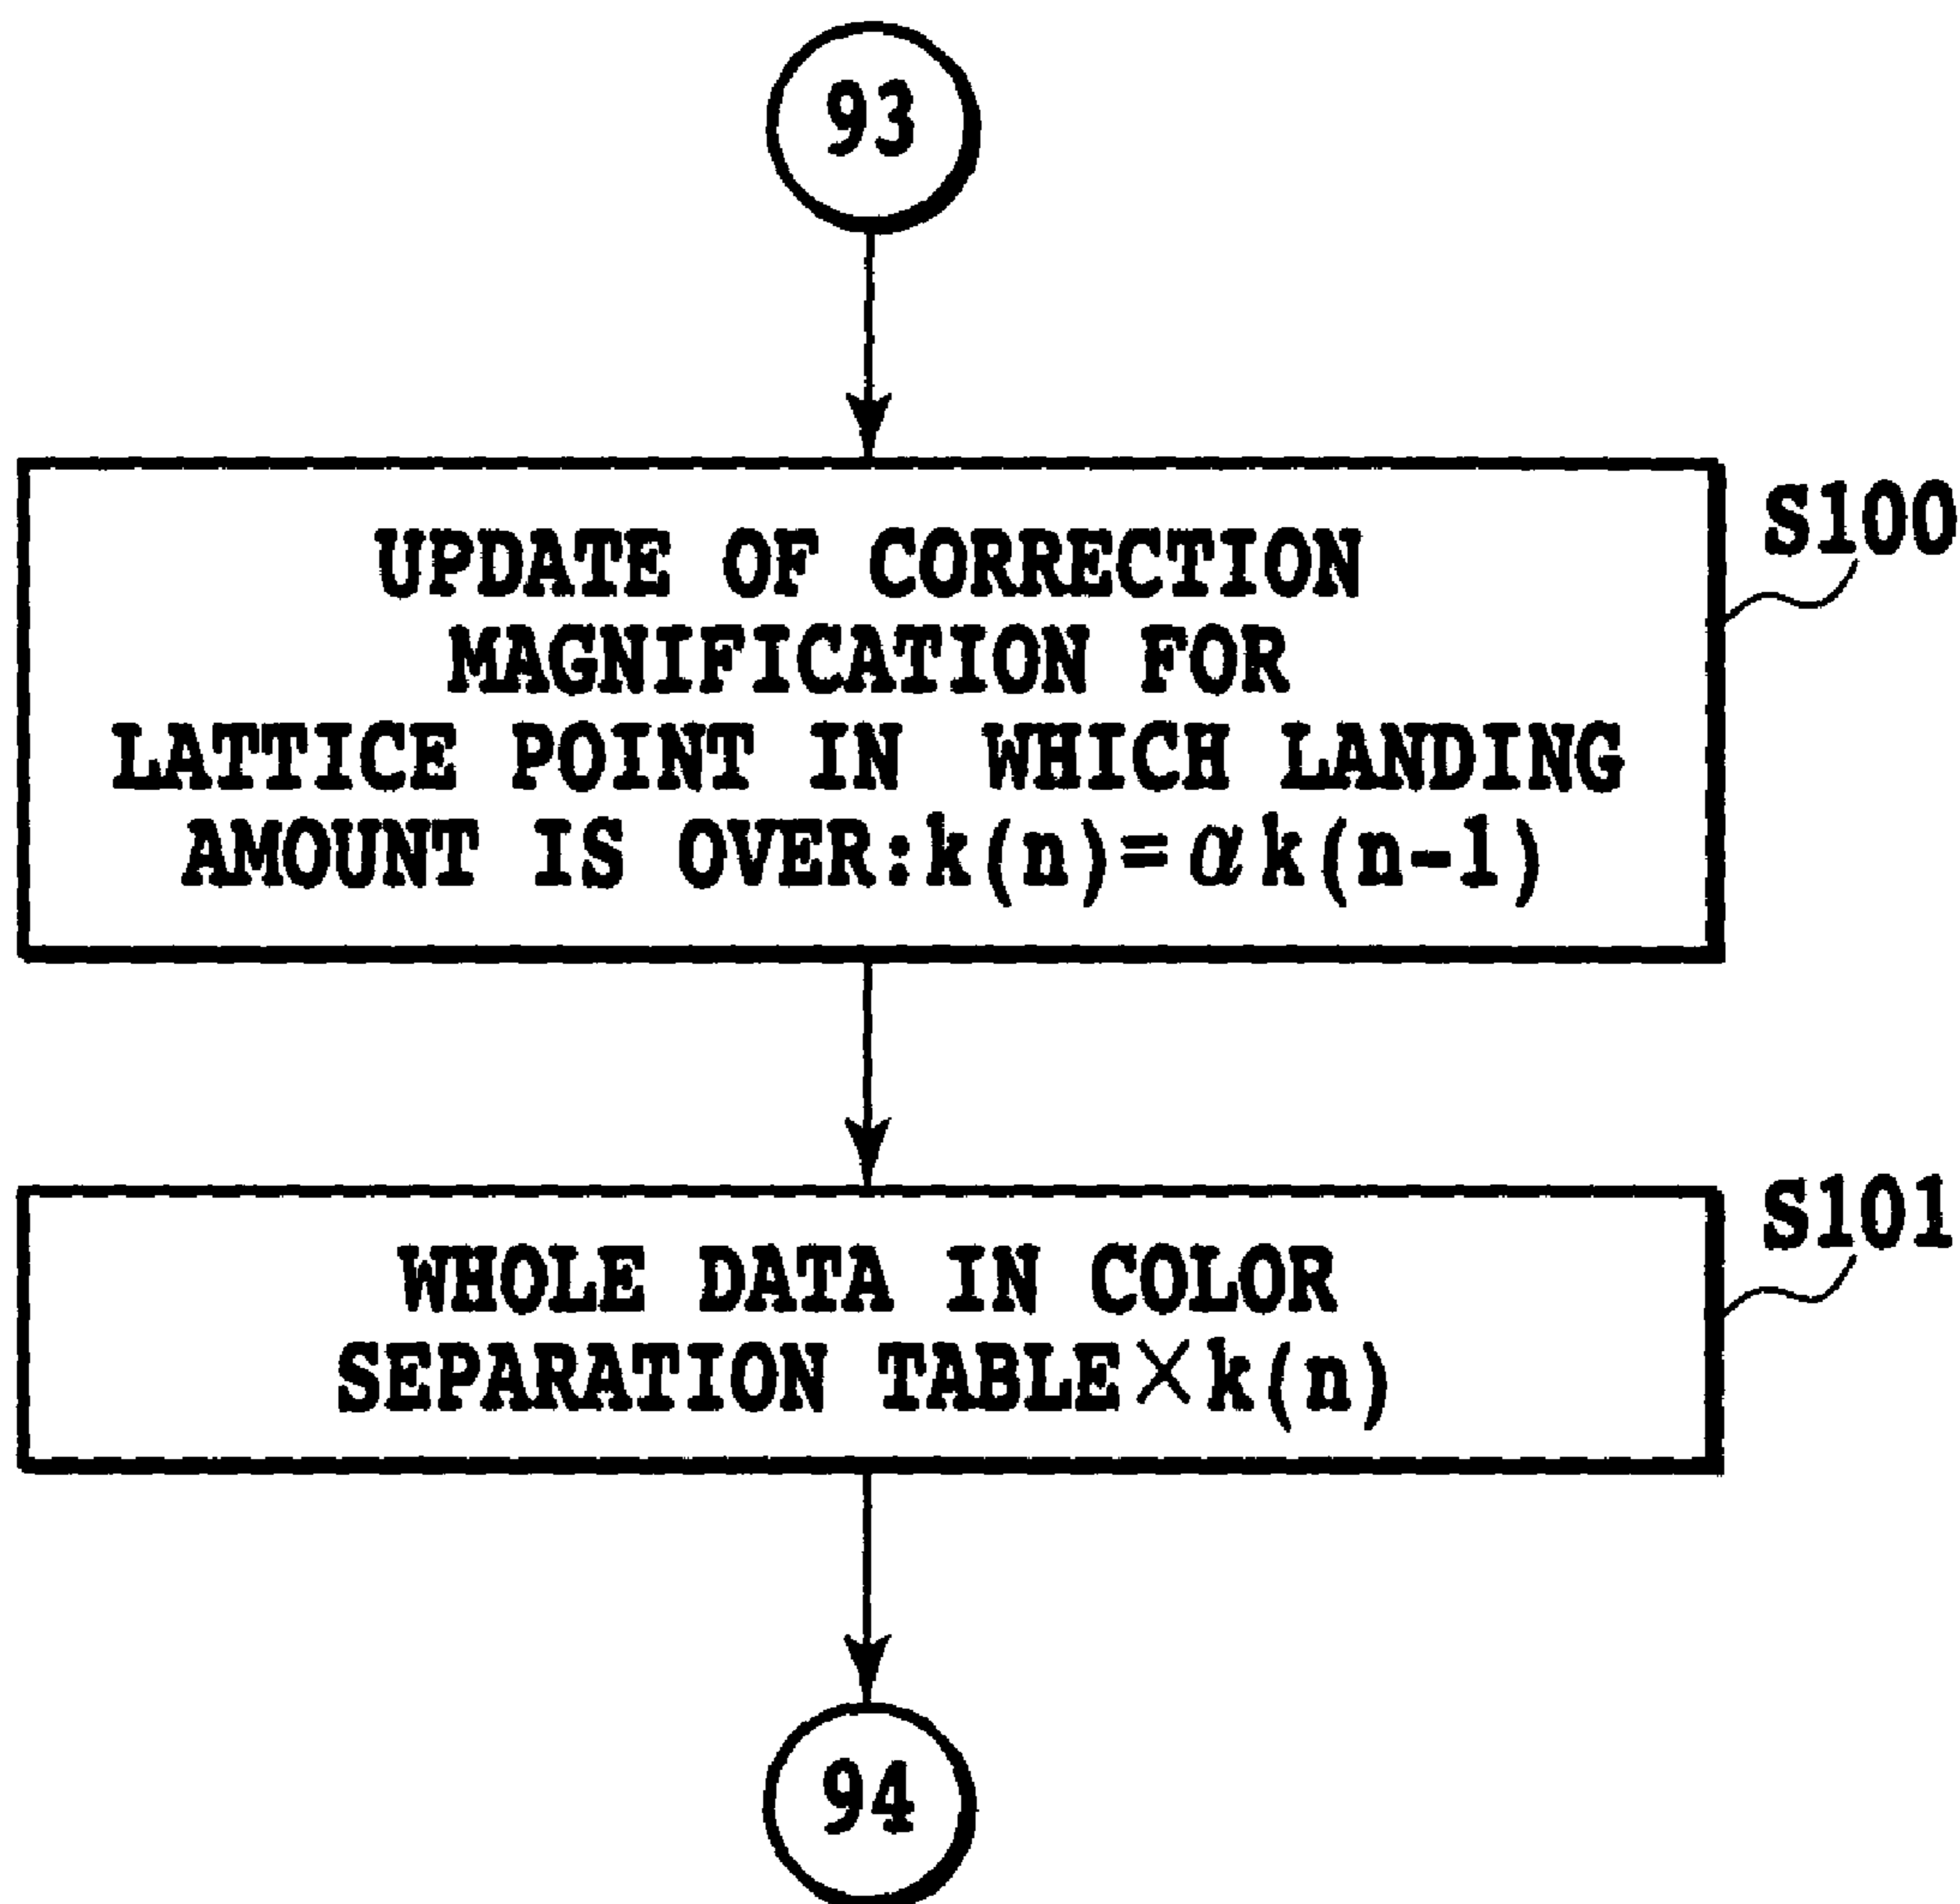 93
S100
UPDATE OF CORRECTION
MAGNIFICATION FOR
LATTICE POINT IN WHICH LANDING
AMOUNT IS OVER:k(n)=αk(n-1)
S101
WHOLE DATA IN COLOR
SEPARATION TABLE×k(n)
94